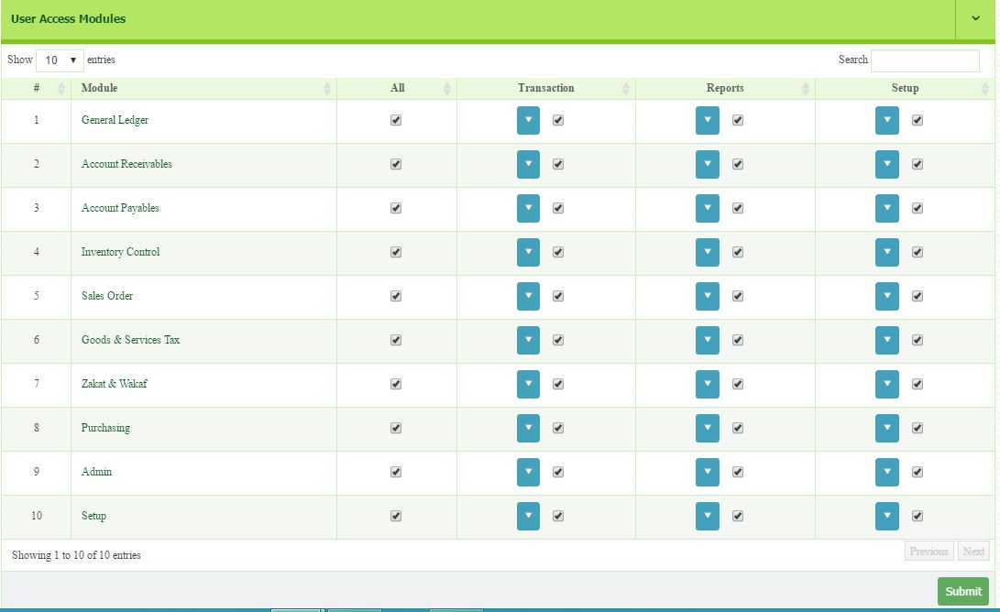 User Access Modules
Show 10 entries Search
# Module All Transaction Reports Setup
1 General Ledger
2 Account Receivables
3 Account Payables
4 Inventory Control
5 Sales Order
6 Goods & Services Tax
7 Zakat & Wakaf
8 Purchasing
9 Admin
10 Setup
Showing 1 to 10 of 10 entries Previous Next
Submit